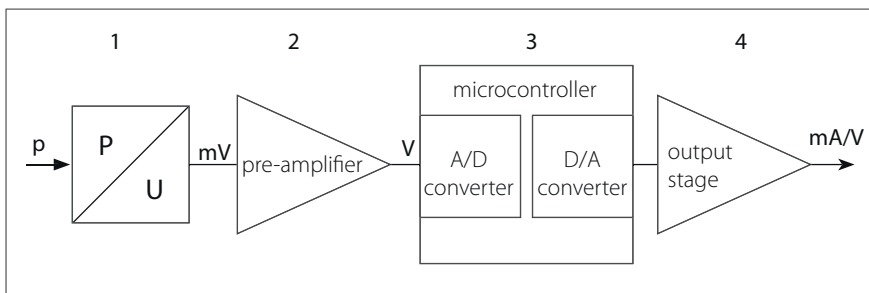 1
2
3
4
microcontroller
p
P
U
mV
pre-amplifier
V
A/D
converter
D/A
converter
output
stage
mA/V